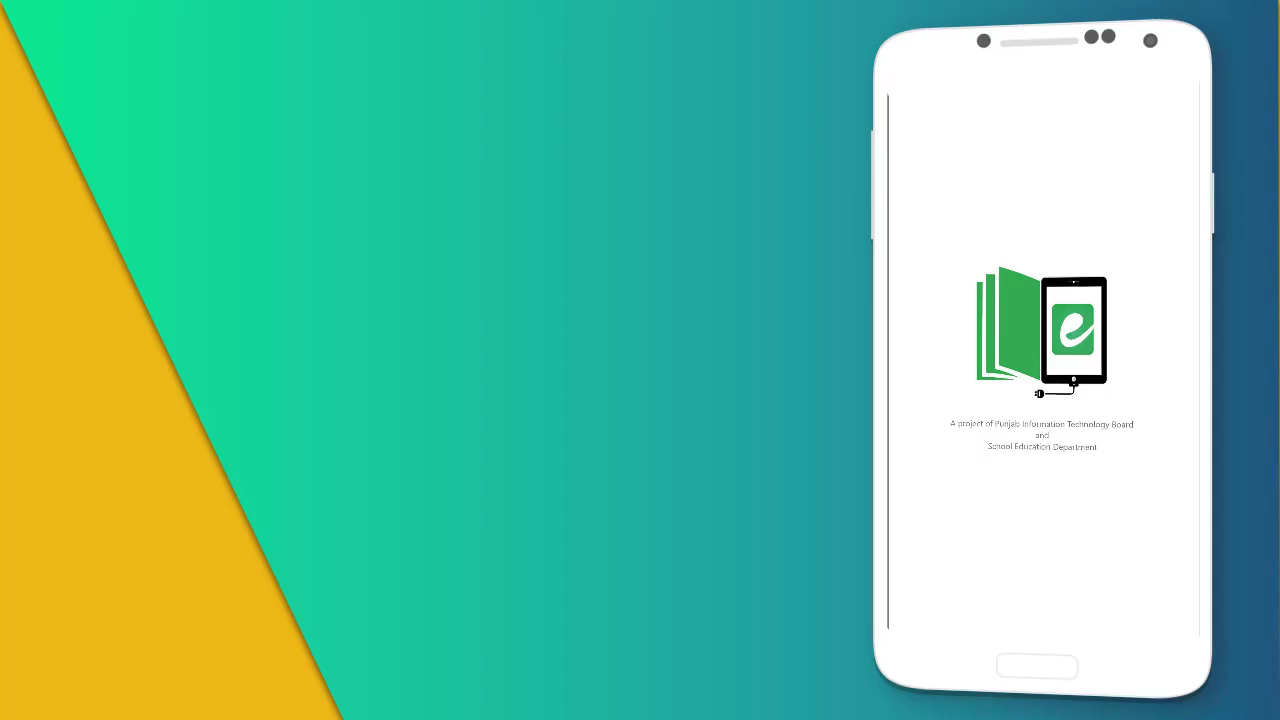 e
A project of Punjab Information Technology Board
and
School Education Department